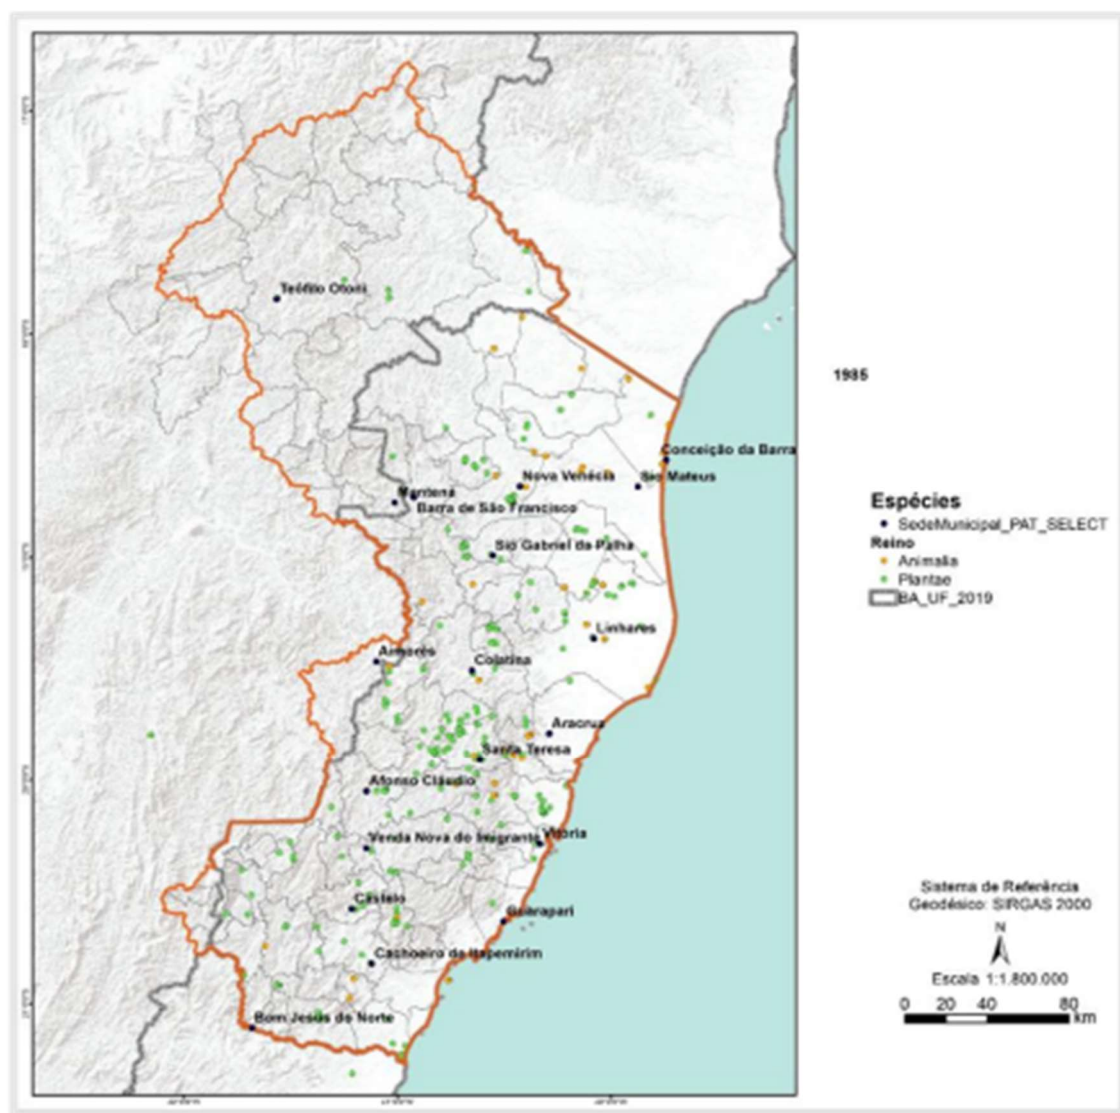 Teófilo Otoni
1985
Conceição da Barra
Nova Venécia
São Mateus
Mantena
Barra de São Francisco
São Gabriel da Palha
Linhares
Aimorés
Colatina
Aracruz
Santa Teresa
Afonso Cláudio
Venda Nova do Imigrante
Vitória
Castelo
Guarapari
Cachoeiro de Itapemirim
Bom Jesus do Norte
Espécies
SedeMunicipal_PAT_SELECT
Reino
Animalia
Plantae
BA_UF_2019
Sistema de Referência
Geodésico: SIRGAS 2000
N
Escala 1:1.800.000
0 20 40 80
km